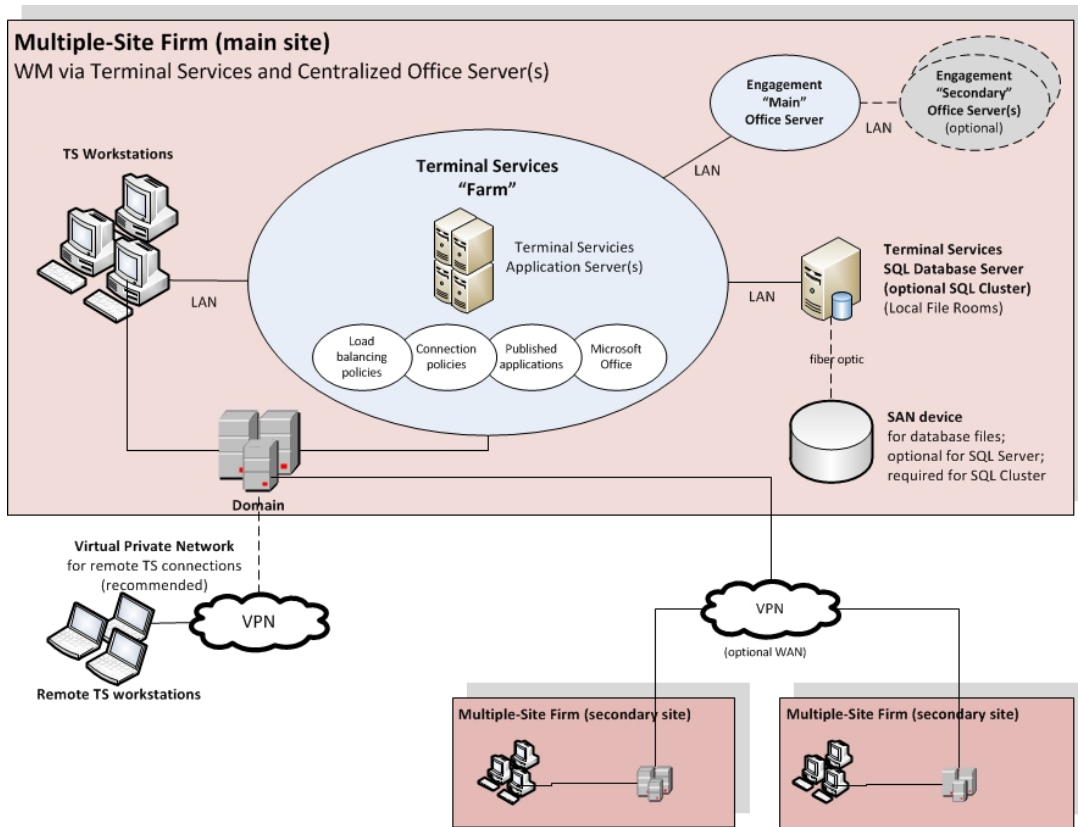 Multiple-Site Firm (main site)
WM via Terminal Services and Centralized Office Server(s)
Engagement
“Main”
Office Server
LAN
Engagement
“Secondary”
Office Server(s)
(optional)
LAN
TS Workstations
LAN
Terminal Services
“Farm”
Terminal Servicies
Application Server(s)
Load
balancing
policies
Connection
policies
Published
applications
Microsoft
Office
LAN
Terminal Services
SQL Database Server
(optional SQL Cluster)
(Local File Rooms)
fiber optic
SAN device
for database files;
optional for SQL Server;
required for SQL Cluster
Domain
Virtual Private Network
for remote TS connections
(recommended)
VPN
Remote TS workstations
VPN
(optional WAN)
Multiple-Site Firm (secondary site)
Multiple-Site Firm (secondary site)